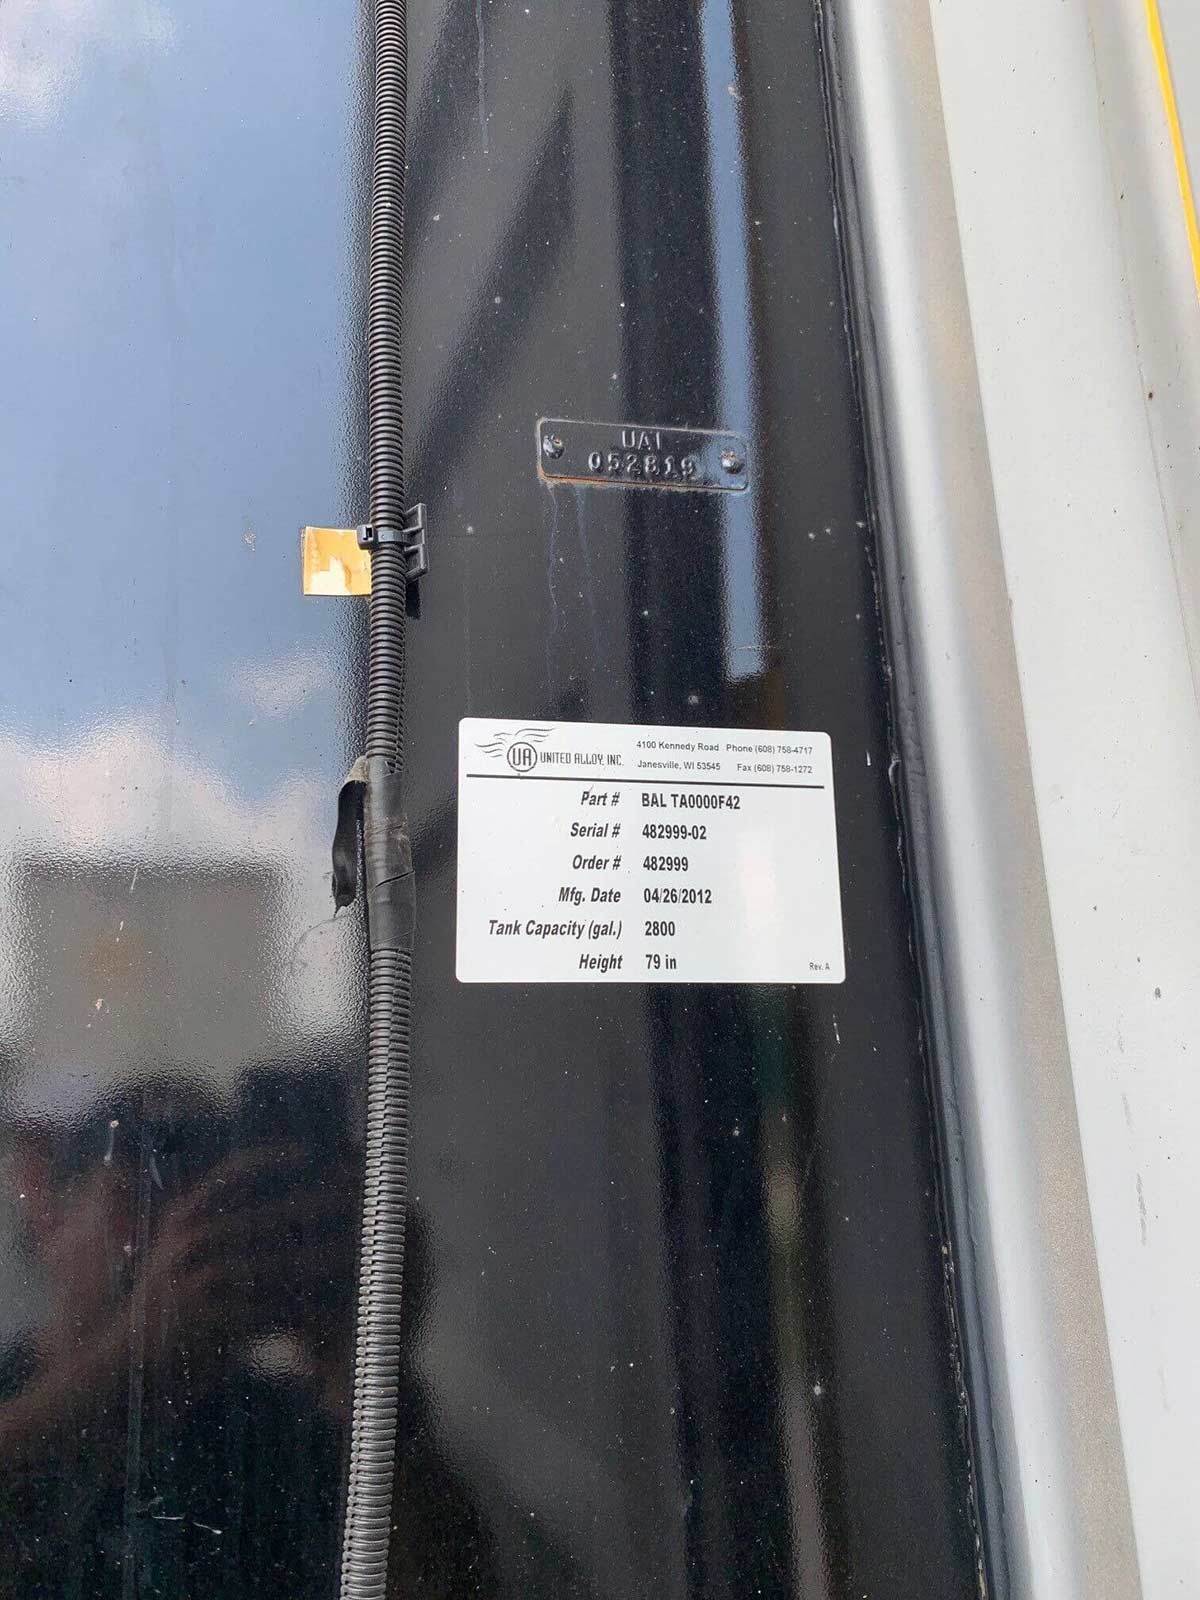 UAI
052819
UA UNITED ALLOY, INC.
4100 Kennedy Road Phone (608) 758-4717
Janesville, WI 53545 Fax (608) 758-1272
Part # BAL TA0000F42
Serial # 482999-02
Order # 482999
Mfg. Date 04/26/2012
Tank Capacity (gal.) 2800
Height 79 in
Rev. A